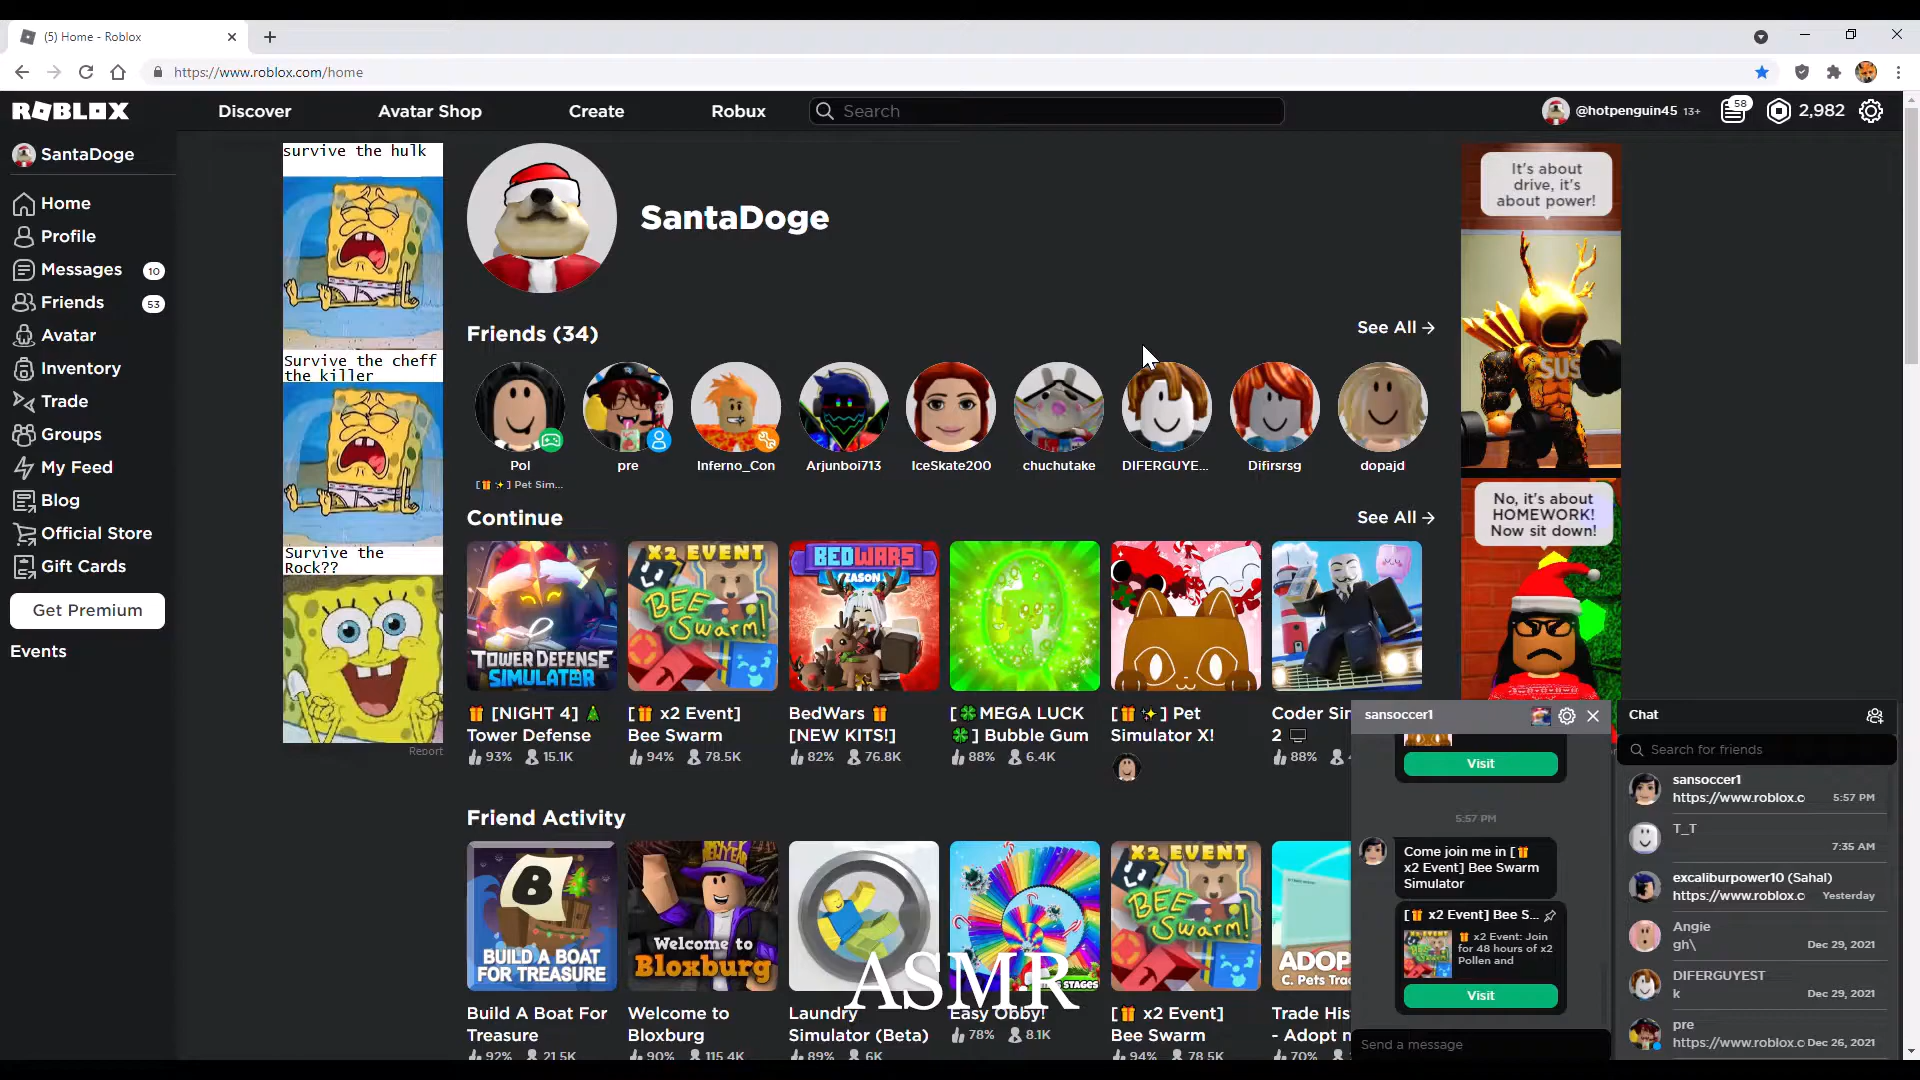 (5) Home - Roblox
https://www.roblox.com/home
ROBLOX
Discover
Avatar Shop
Create
Robux
Search
@hotpenguin45 13+
58
2,982
SantaDoge
Home
Profile
Messages 10
Friends 53
Avatar
Inventory
Trade
Groups
My Feed
Blog
Official Store
Gift Cards
Get Premium
Events
survive the hulk
Survive the cheff
the killer
Survive the
Rock??
Report
SantaDoge
Friends (34)
See All →
Pol
pre
Inferno_Con
Arjunboi713
IceSkate200
chuchutake
DIFERGUYE...
Difirsrsg
dopajd
[🎁✨] Pet Sim...
Continue
See All →
TOWER DEFENSE
SIMULATOR
X2 EVENT
BEE
Swarm!
BEDWARS
🎁 [NIGHT 4] 🎄
Tower Defense
93% 15.1K
[🎁 x2 Event]
Bee Swarm
94% 78.5K
BedWars 🎁
[NEW KITS!]
82% 76.8K
[🍀MEGA LUCK
🍀] Bubble Gum
88% 6.4K
[🎁✨] Pet
Simulator X!
Coder Sim
2 🖥
88%
Friend Activity
BUILD A BOAT
FOR TREASURE
Welcome to
Bloxburg
X2 EVENT
BEE
Swarm!
ADOP
C. Pets Tra
ASMR
Build A Boat For
Treasure
92% 21.5K
Welcome to
Bloxburg
90% 115.4K
Laundry
Simulator (Beta)
89% 6K
Easy Obby!
78% 8.1K
[🎁 x2 Event]
Bee Swarm
94% 78.5K
Trade His
- Adopt m
70%
It's about
drive, it's
about power!
SUS
No, it's about
HOMEWORK!
Now sit down!
sansoccer1
Visit
5:57 PM
Come join me in [🎁
x2 Event] Bee Swarm
Simulator
[🎁 x2 Event] Bee S...
🎁 x2 Event: Join
for 48 hours of x2
Pollen and
Visit
Send a message
Chat
Search for friends
sansoccer1
https://www.roblox.c 5:57 PM
T_T
7:35 AM
excaliburpower10 (Sahal)
https://www.roblox.c Yesterday
Angie
gh\ Dec 29, 2021
DIFERGUYEST
k Dec 29, 2021
pre
https://www.roblox.c Dec 26, 2021